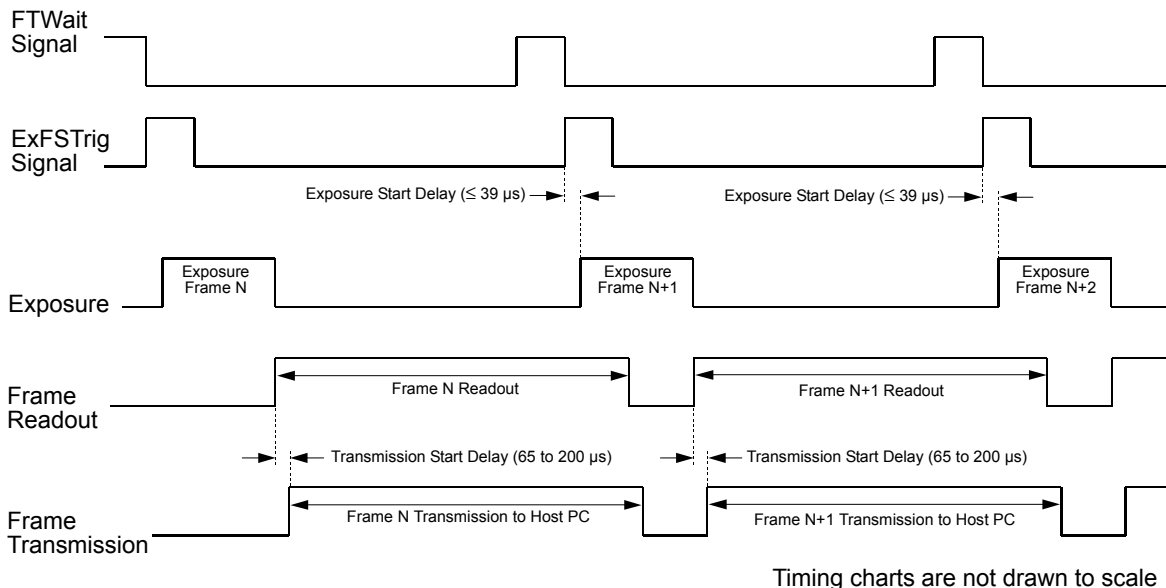 FTWait
Signal
ExFSTrig
Signal
Exposure Start Delay (≤ 39 µs)
Exposure Start Delay (≤ 39 µs)
Exposure
Exposure
Frame N
Exposure
Frame N+1
Exposure
Frame N+2
Frame
Readout
Frame N Readout
Frame N+1 Readout
Transmission Start Delay (65 to 200 µs)
Transmission Start Delay (65 to 200 µs)
Frame
Transmission
Frame N Transmission to Host PC
Frame N+1 Transmission to Host PC
Timing charts are not drawn to scale